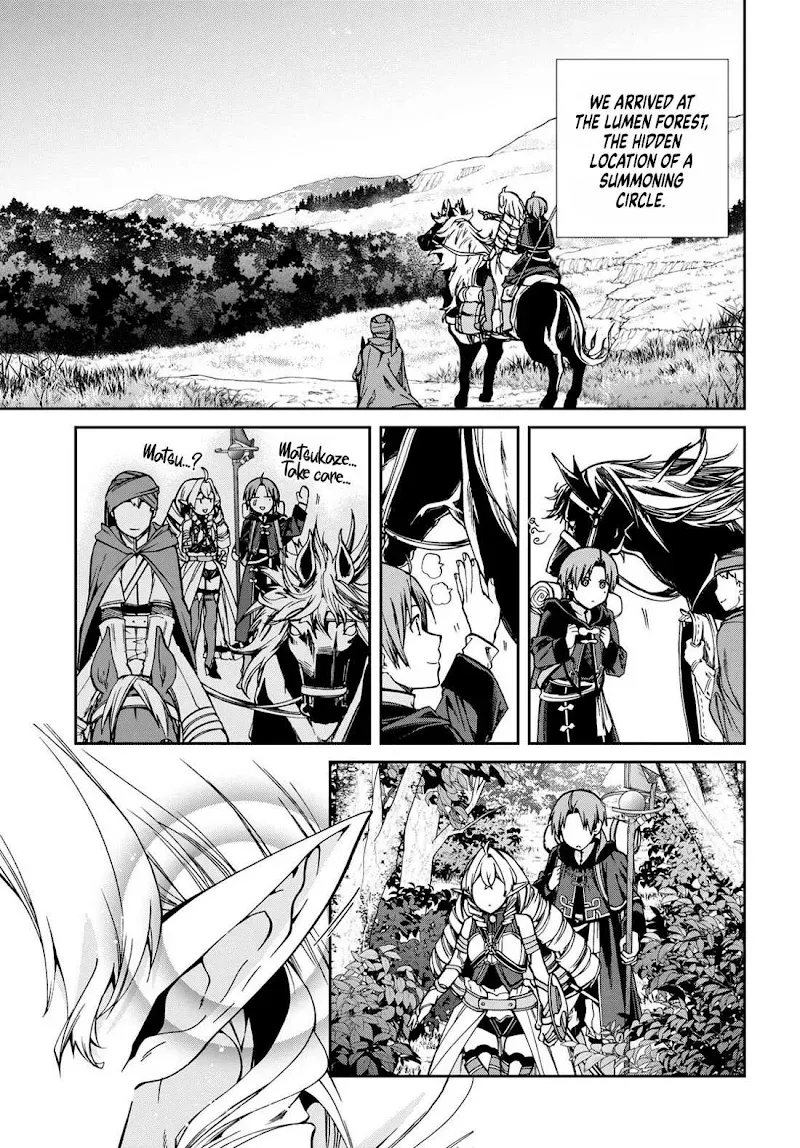 WE ARRIVED AT
THE LUMEN FOREST,
THE HIDDEN
LOCATION OF A
SUMMONING
CIRCLE.
Matsukaze...
Take care...
Matsu...?